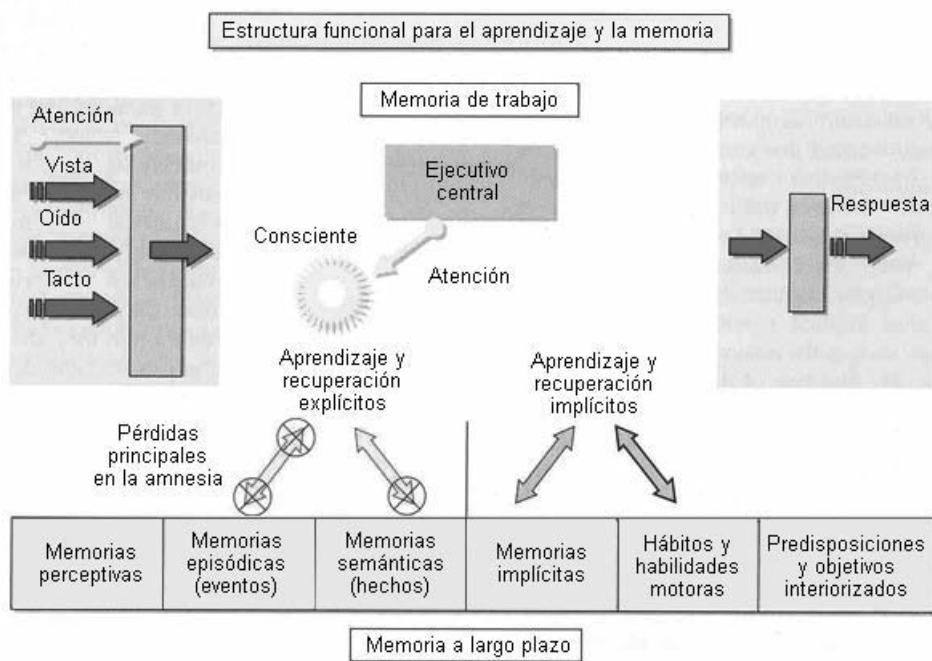 Estructura funcional para el aprendizaje y la memoria
Memoria de trabajo
Atención
Vista
Oído
Tacto
Ejecutivo
central
Consciente
Atención
Respuesta
Aprendizaje y
recuperación
explícitos
Aprendizaje y
recuperación
implícitos
Pérdidas
principales
en la amnesia
Memorias
perceptivas
Memorias
episódicas
(eventos)
Memorias
semánticas
(hechos)
Memorias
implícitas
Hábitos y
habilidades
motoras
Predisposiciones
y objetivos
interiorizados
Memoria a largo plazo